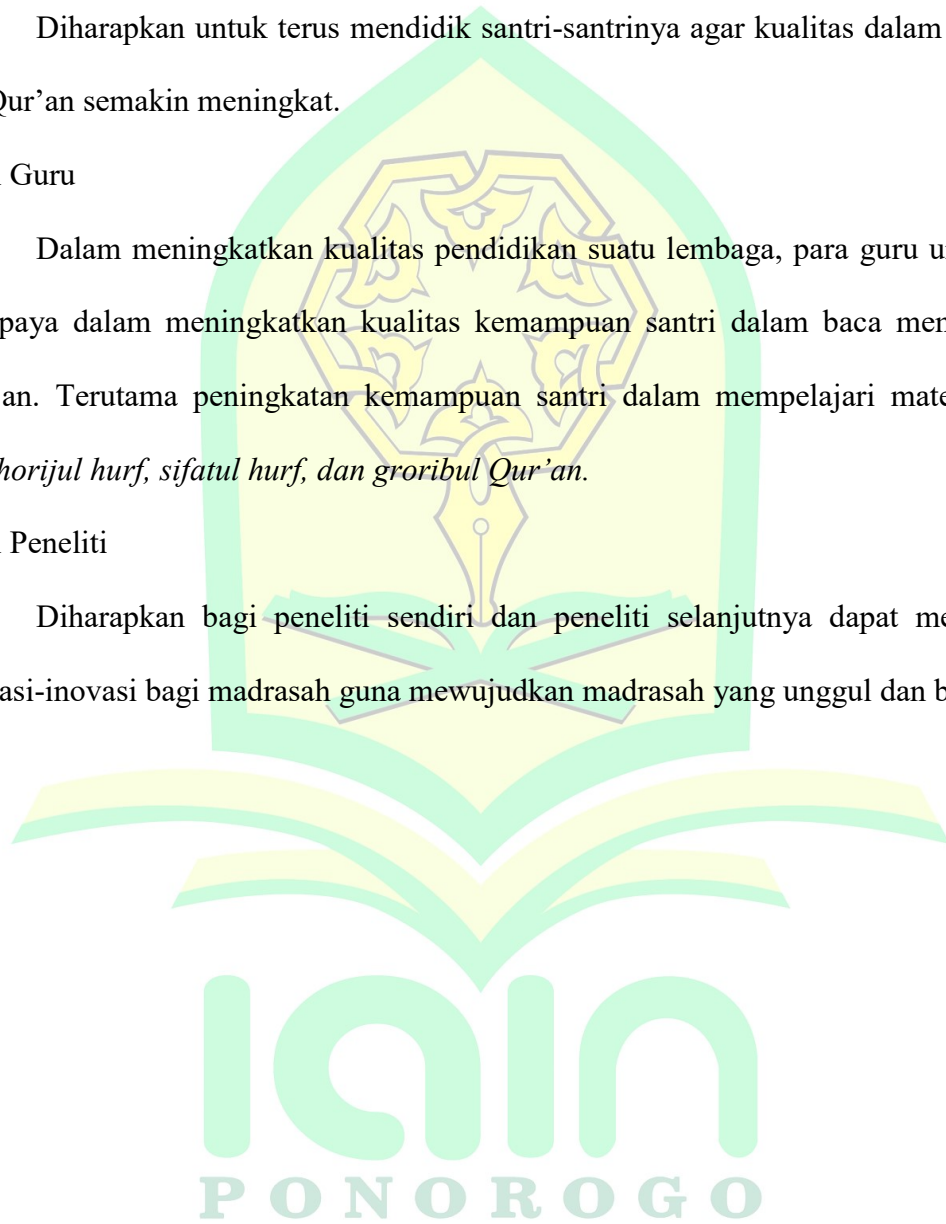 Diharapkan untuk terus mendidik santri-santrinya agar kualitas dalam
Qur’an semakin meningkat.
Guru
Dalam meningkatkan kualitas pendidikan suatu lembaga, para guru
paya dalam meningkatkan kualitas kemampuan santri dalam baca
an. Terutama peningkatan kemampuan santri dalam mempelajari
horijul hurf, sifatul hurf, dan groribul Qur’an.
Peneliti
Diharapkan bagi peneliti sendiri dan peneliti selanjutnya dapat
asi-inovasi bagi madrasah guna mewujudkan madrasah yang unggul dan
iain
PONOROGO